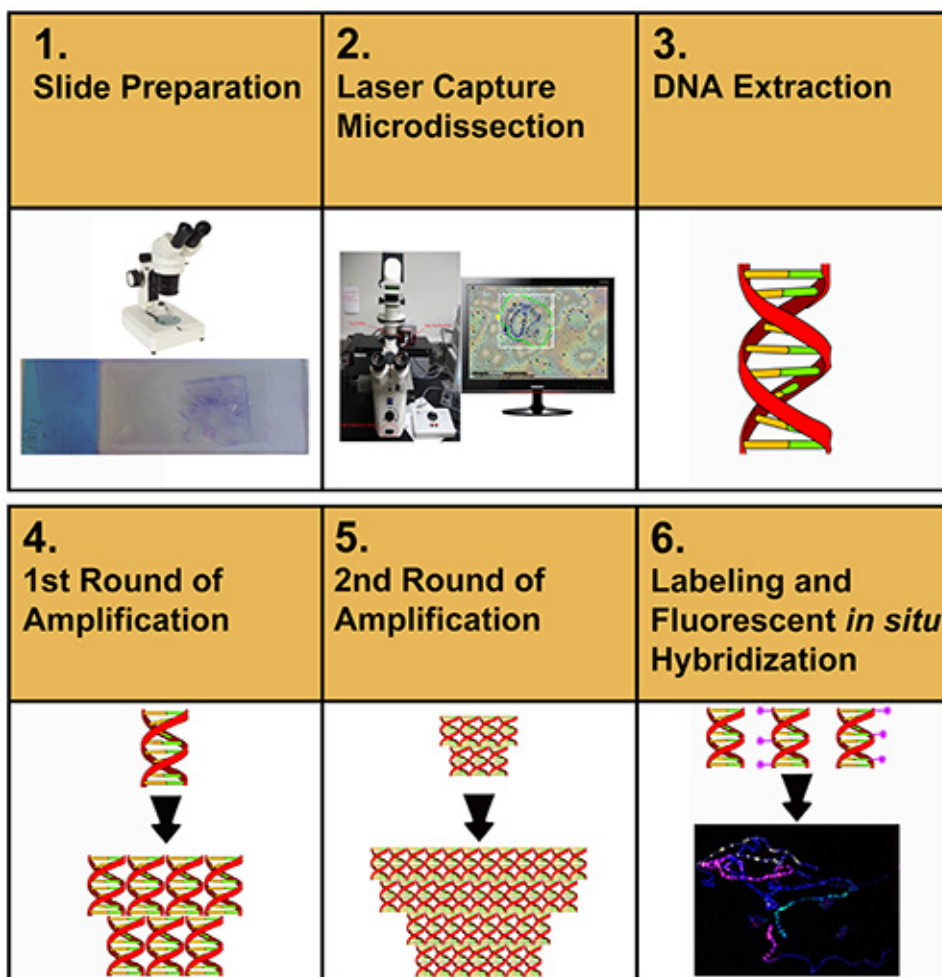 1.
Slide Preparation
2.
Laser Capture
Microdissection
3.
DNA Extraction
4.
1st Round of
Amplification
5.
2nd Round of
Amplification
6.
Labeling and
Fluorescent in situ
Hybridization